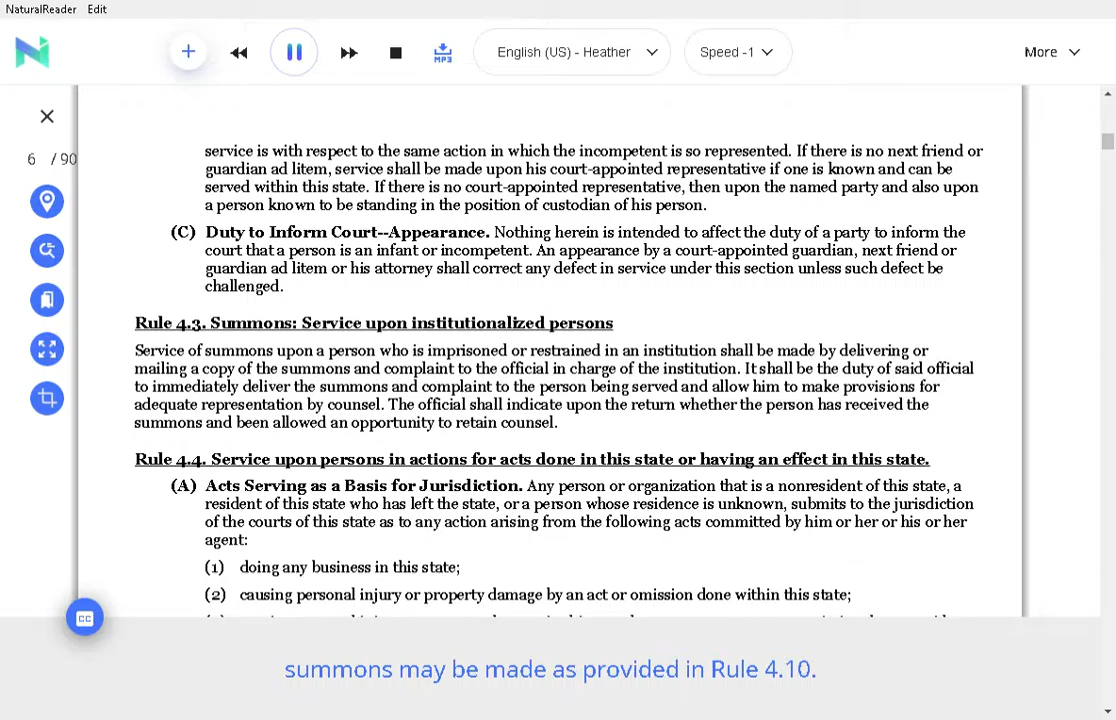 NaturalReader Edit
MP3
English (US) - Heather
Speed -1
More
6 / 90
service is with respect to the same action in which the incompetent is so represented. If there is no next friend or
guardian ad litem, service shall be made upon his court-appointed representative if one is known and can be
served within this state. If there is no court-appointed representative, then upon the named party and also upon
a person known to be standing in the position of custodian of his person.
(C) Duty to Inform Court--Appearance. Nothing herein is intended to affect the duty of a party to inform the
court that a person is an infant or incompetent. An appearance by a court-appointed guardian, next friend or
guardian ad litem or his attorney shall correct any defect in service under this section unless such defect be
challenged.
Rule 4.3. Summons: Service upon institutionalized persons
Service of summons upon a person who is imprisoned or restrained in an institution shall be made by delivering or
mailing a copy of the summons and complaint to the official in charge of the institution. It shall be the duty of said official
to immediately deliver the summons and complaint to the person being served and allow him to make provisions for
adequate representation by counsel. The official shall indicate upon the return whether the person has received the
summons and been allowed an opportunity to retain counsel.
Rule 4.4. Service upon persons in actions for acts done in this state or having an effect in this state.
(A) Acts Serving as a Basis for Jurisdiction. Any person or organization that is a nonresident of this state, a
resident of this state who has left the state, or a person whose residence is unknown, submits to the jurisdiction
of the courts of this state as to any action arising from the following acts committed by him or her or his or her
agent:
(1) doing any business in this state;
(2) causing personal injury or property damage by an act or omission done within this state;
CC
summons may be made as provided in Rule 4.10.